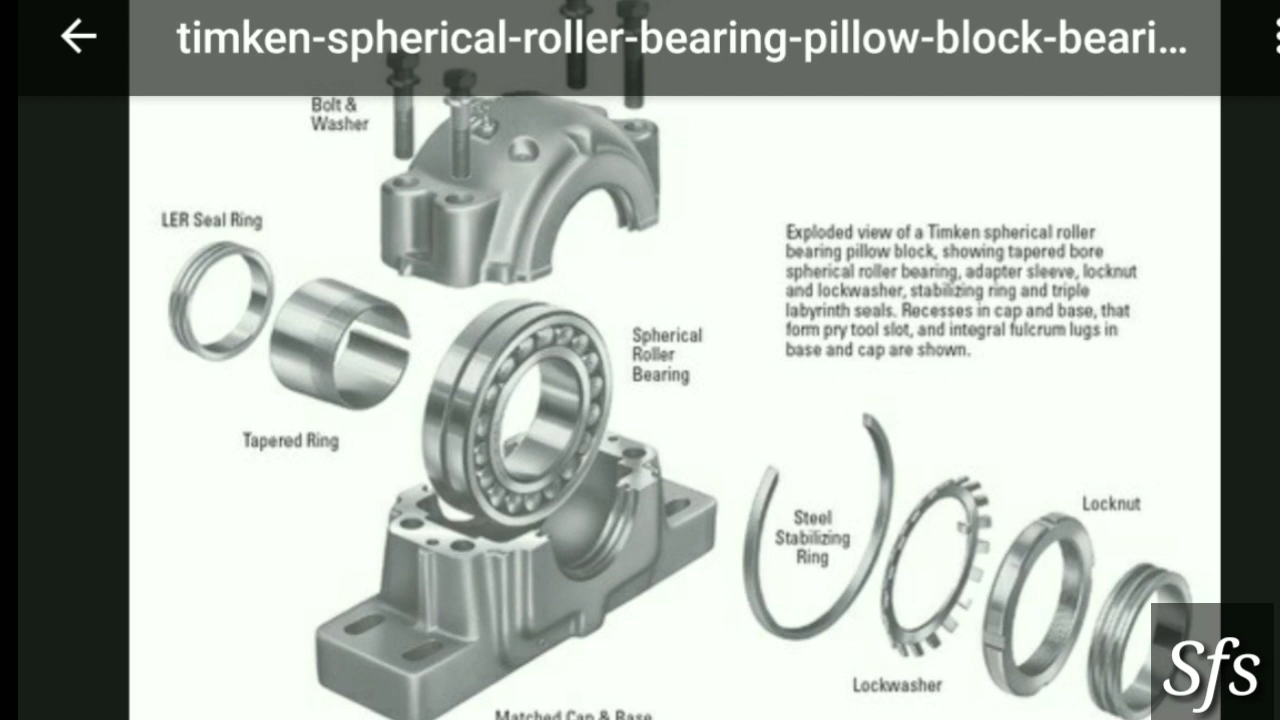 timken-spherical-roller-bearing-pillow-block-beari...
Bolt &
Washer
LER Seal Ring
Exploded view of a Timken spherical roller
bearing pillow block, showing tapered bore
spherical roller bearing, adapter sleeve, locknut
and lockwasher, stabilizing ring and triple
labyrinth seals. Recesses in cap and base, that
form pry tool slot, and integral fulcrum lugs in
base and cap are shown.
Spherical
Roller
Bearing
Tapered Ring
Locknut
Steel
Stabilizing
Ring
Lockwasher
Matched Cap & Base
Sfs